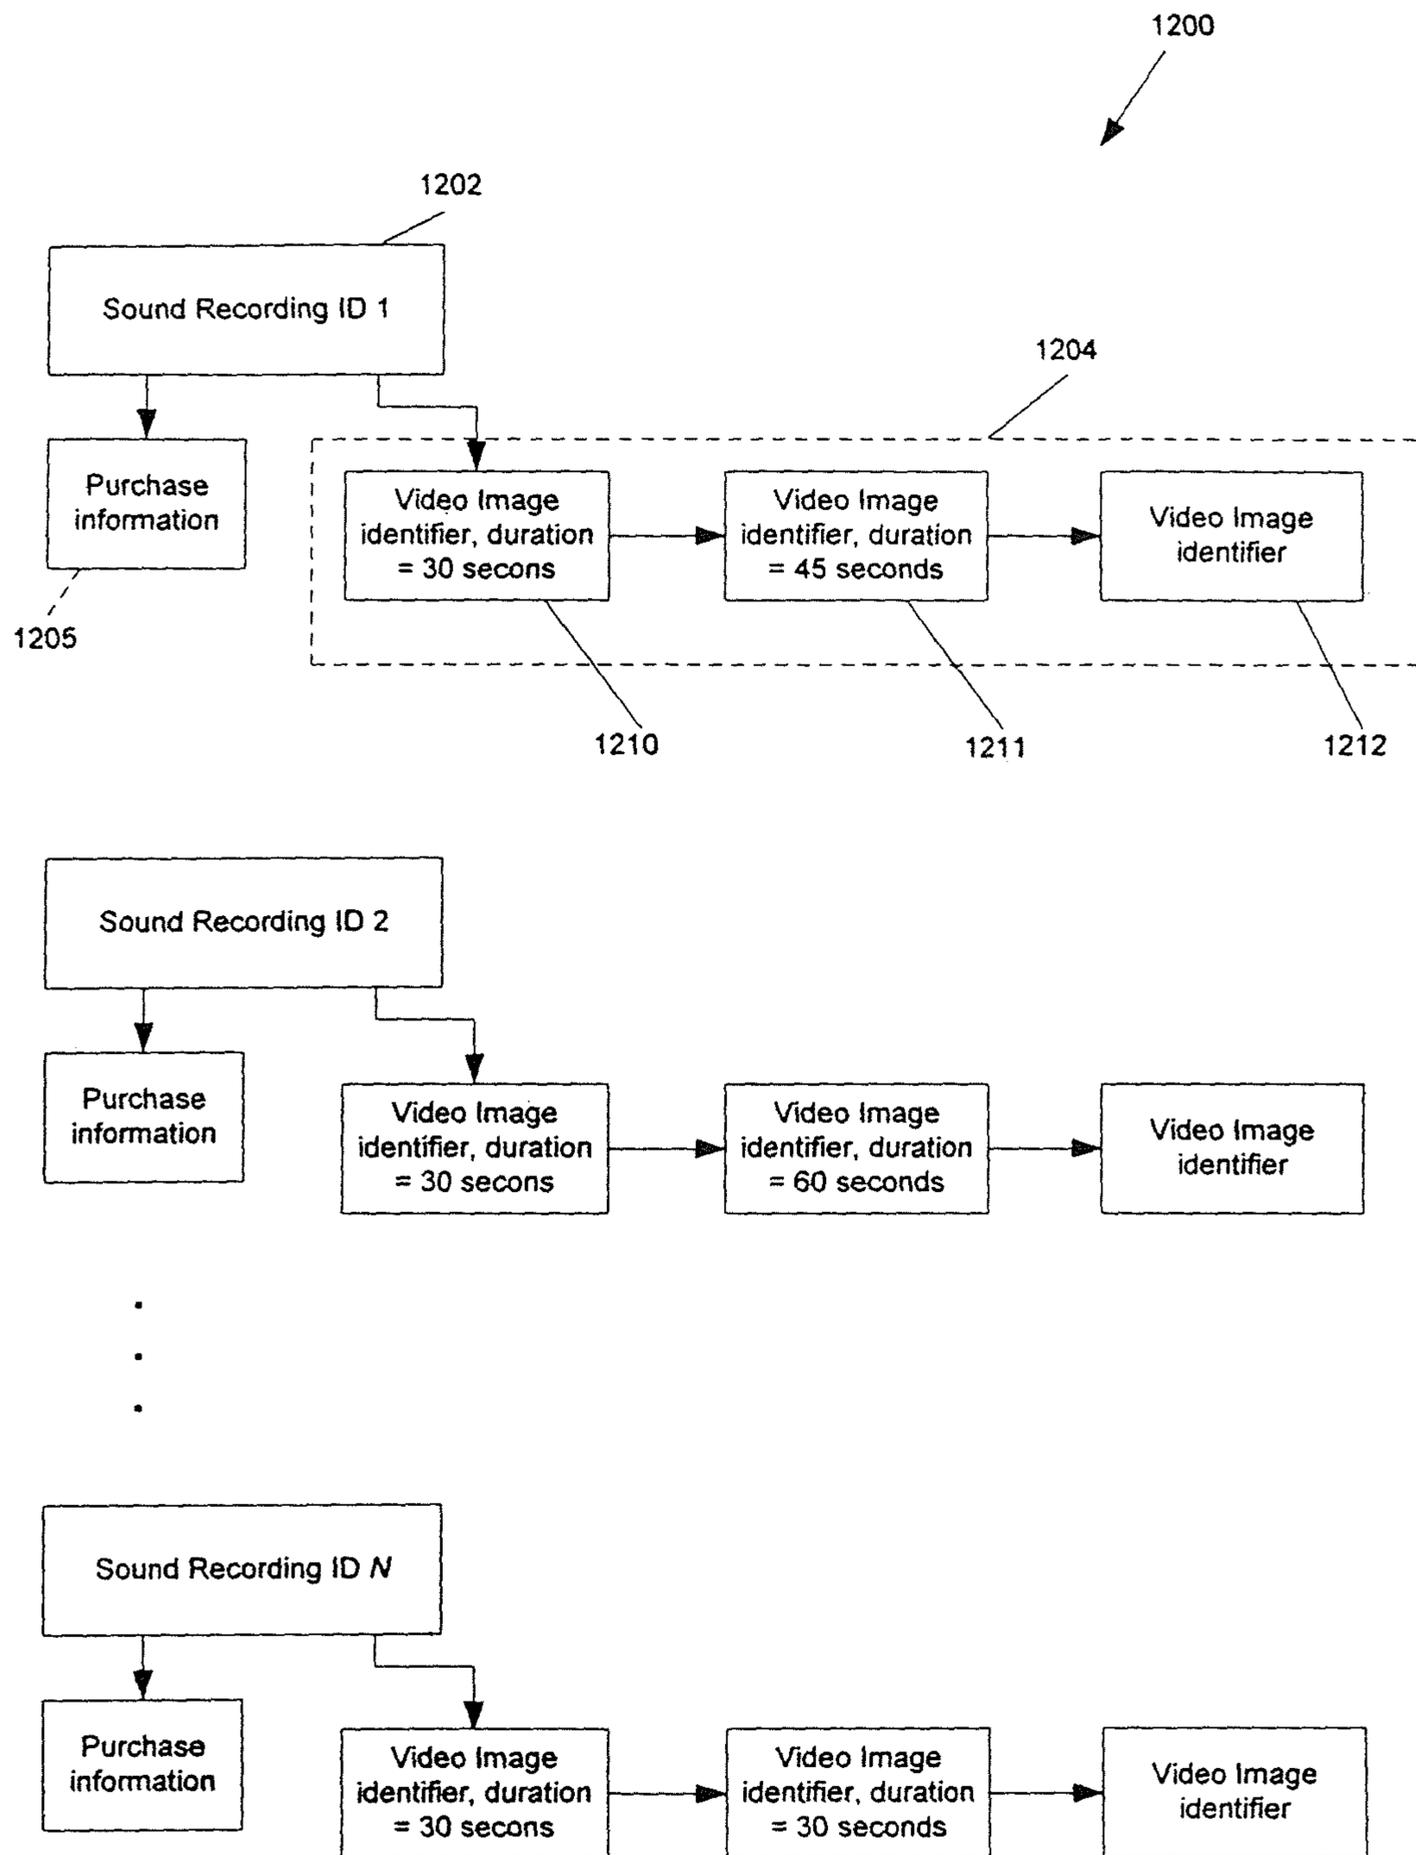 1200
1202
Sound Recording ID 1
1204
Purchase
information
Video Image
identifier, duration
= 30 secons
Video Image
identifier, duration
= 45 seconds
Video Image
identifier
1205
1210
1211
1212
Sound Recording ID 2
Purchase
information
Video Image
identifier, duration
= 30 secons
Video Image
identifier, duration
= 60 seconds
Video Image
identifier
Sound Recording ID N
Purchase
information
Video Image
identifier, duration
= 30 secons
Video Image
identifier, duration
= 30 seconds
Video Image
identifier